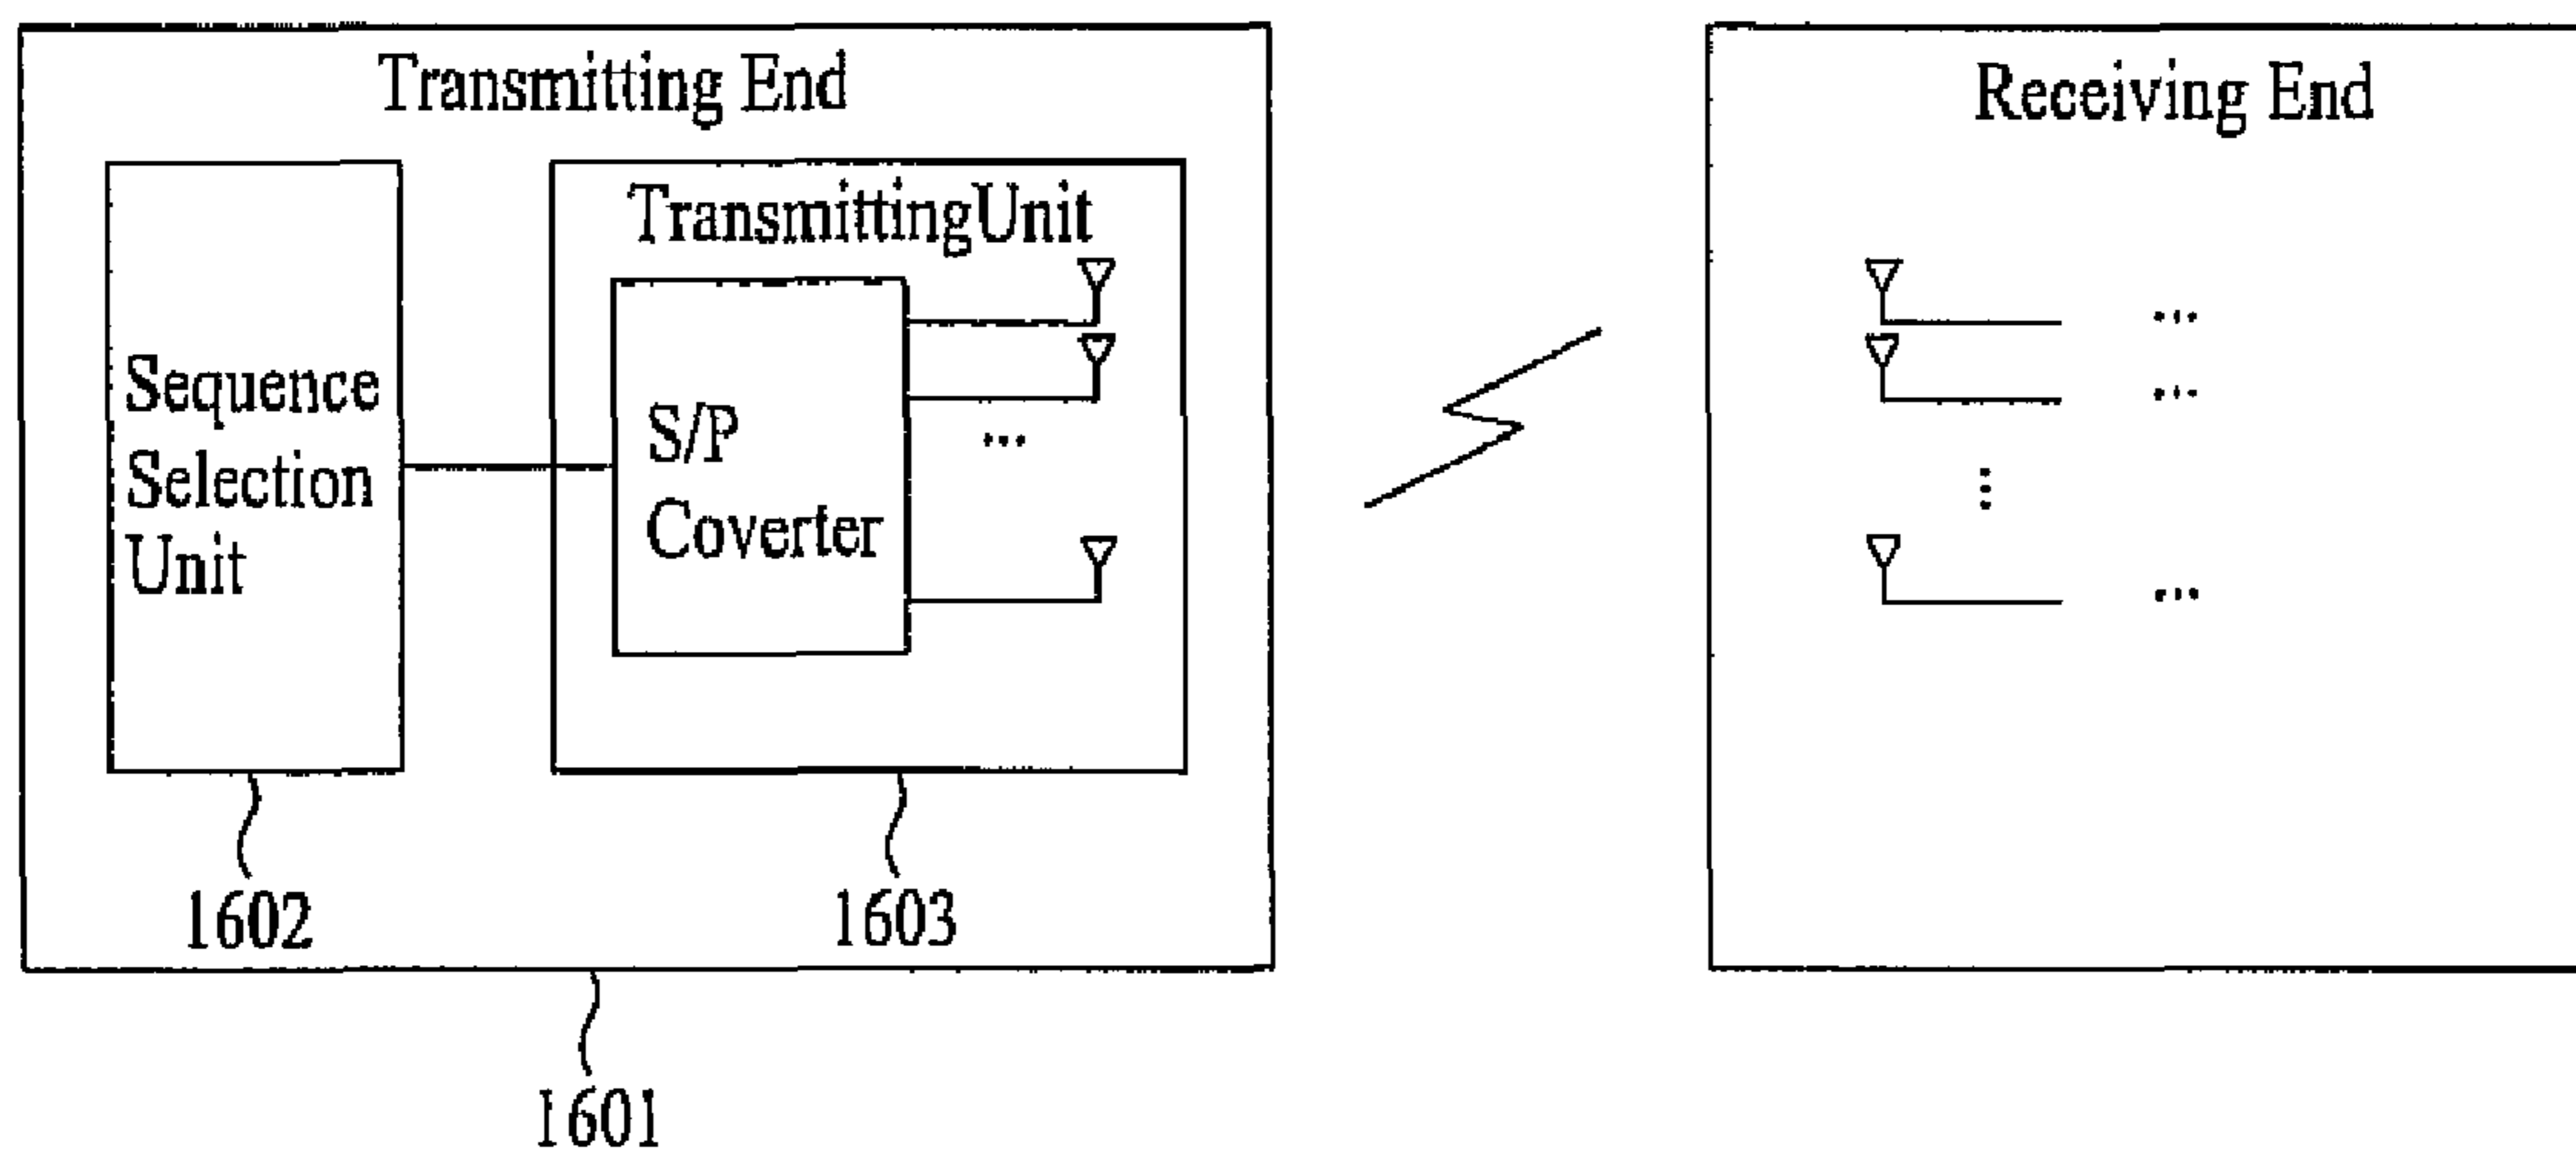 Transmitting End
Receiving End
TransmittingUnit
Sequence
Selection
Unit
S/P
Coverter
...
...
...
...
...
1602
1603
1601